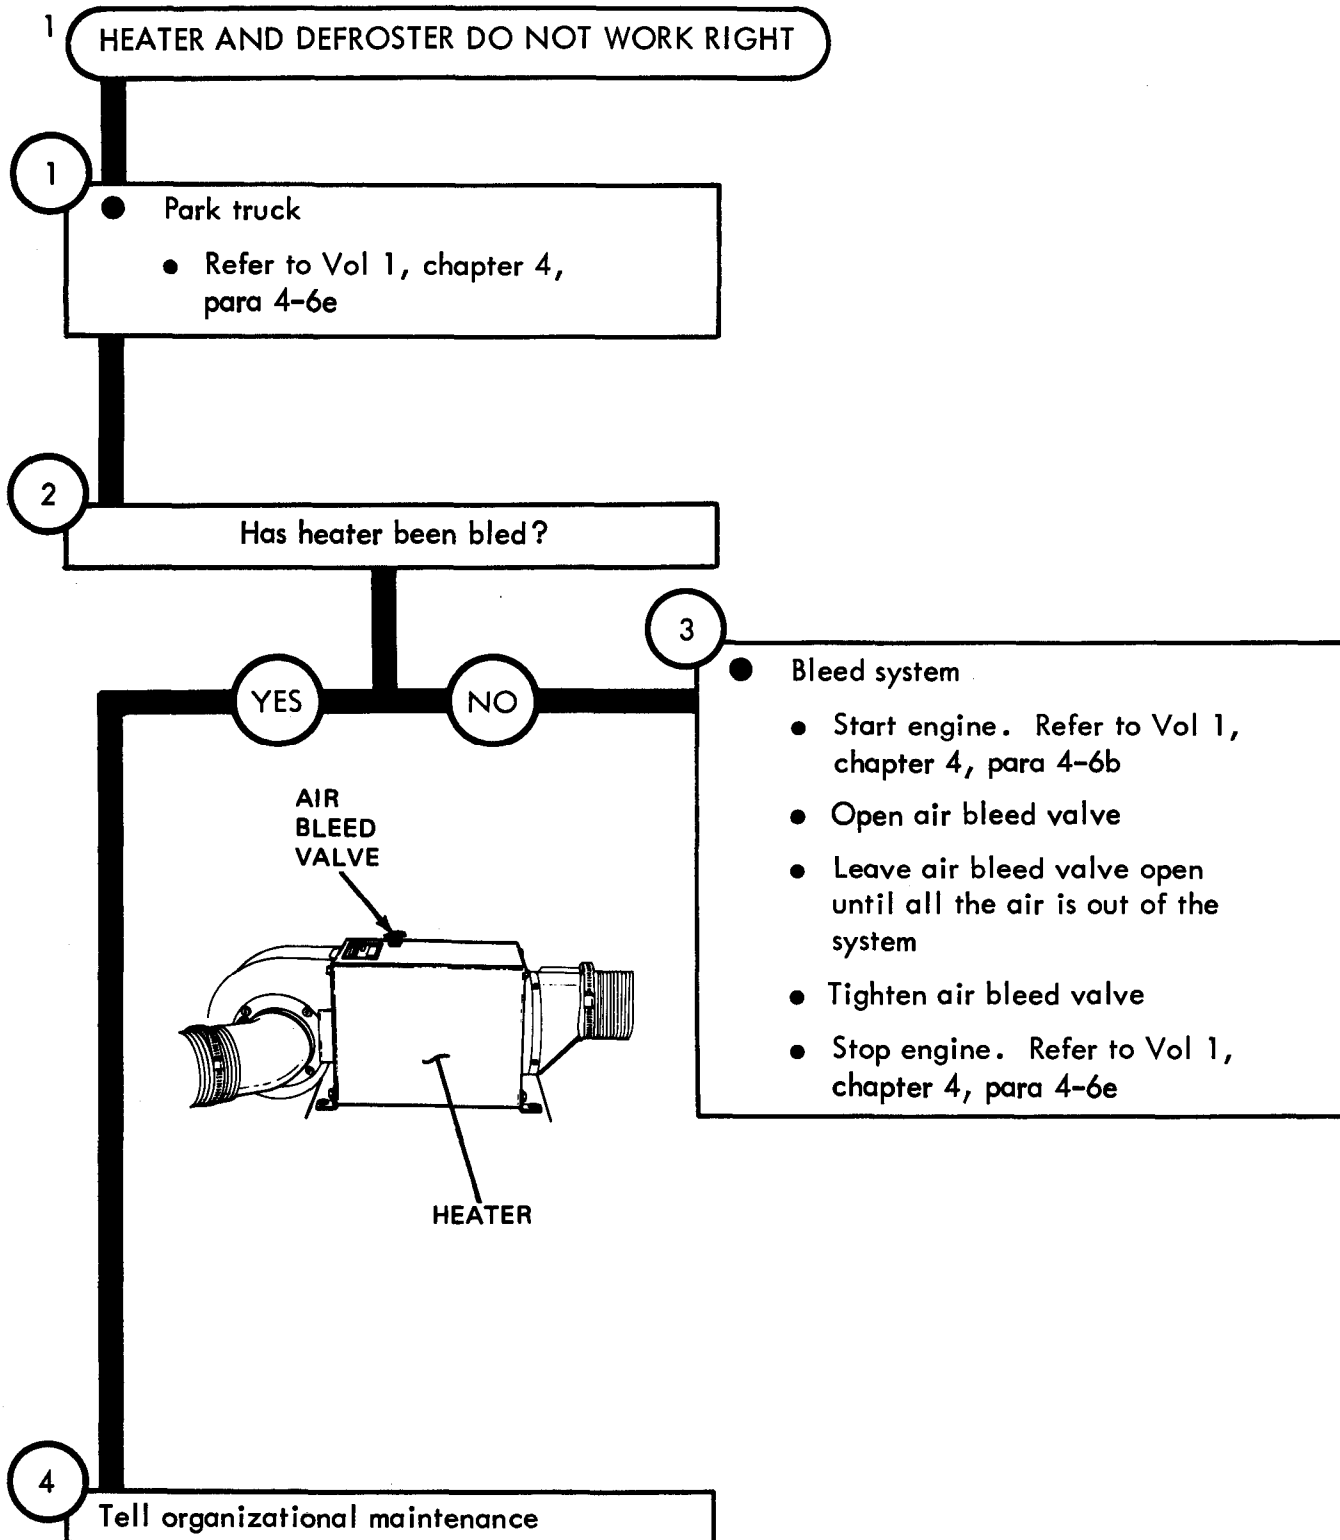 1
HEATER AND DEFROSTER DO NOT WORK RIGHT
1
● Park truck
● Refer to Vol 1, chapter 4,
para 4-6e
2
Has heater been bled?
YES
NO
3
● Bleed system
● Start engine. Refer to Vol 1,
chapter 4, para 4-6b
● Open air bleed valve
● Leave air bleed valve open
until all the air is out of the
system
● Tighten air bleed valve
● Stop engine. Refer to Vol 1,
chapter 4, para 4-6e
AIR
BLEED
VALVE
HEATER
4
Tell organizational maintenance